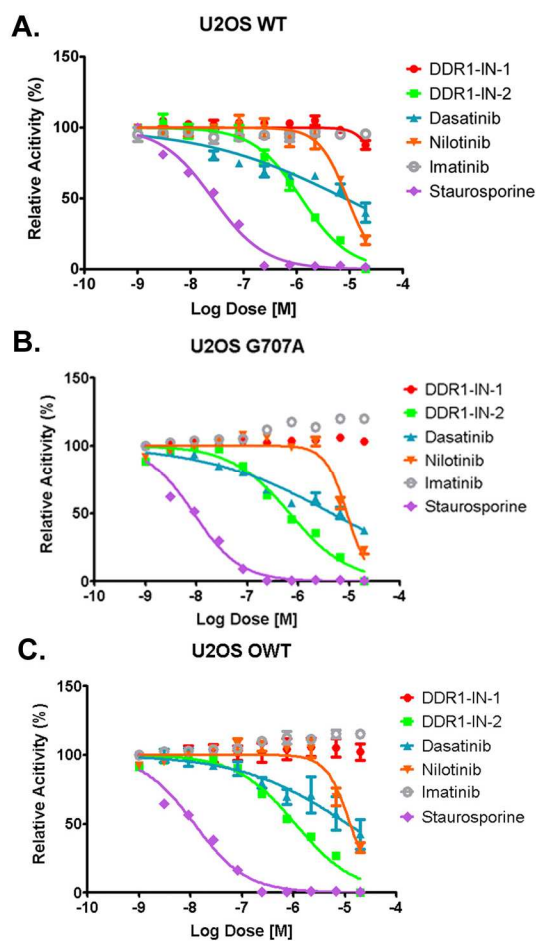 A.
U2OS WT
150
100
50
0
-10
-9
-8
-7
-6
-5
-4
Relative Acitivity (%)
Log Dose [M]
DDR1-IN-1
DDR1-IN-2
Dasatinib
Nilotinib
Imatinib
Staurosporine
B.
U2OS G707A
150
100
50
0
-10
-9
-8
-7
-6
-5
-4
Relative Acitivity (%)
Log Dose [M]
DDR1-IN-1
DDR1-IN-2
Dasatinib
Nilotinib
Imatinib
Staurosporine
C.
U2OS OWT
150
100
50
0
-10
-9
-8
-7
-6
-5
-4
Relative Acitivity (%)
Log Dose [M]
DDR1-IN-1
DDR1-IN-2
Dasatinib
Nilotinib
Imatinib
Staurosporine